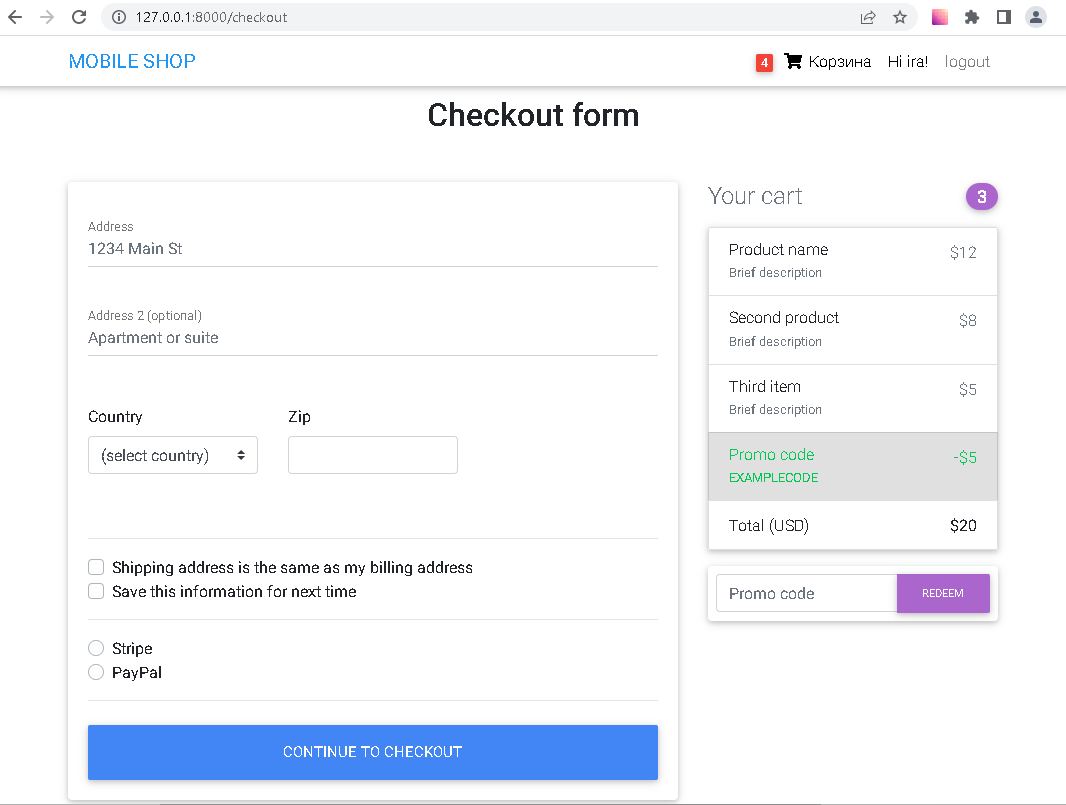 127.0.0.1:8000/checkout
MOBILE SHOP
4 Корзина Hi ira! logout
Checkout form
Address
1234 Main St
Address 2 (optional)
Apartment or suite
Country Zip
(select country)
Shipping address is the same as my billing address
Save this information for next time
Stripe
PayPal
CONTINUE TO CHECKOUT
Your cart 3
Product name $12
Brief description
Second product $8
Brief description
Third item $5
Brief description
Promo code -$5
EXAMPLECODE
Total (USD) $20
Promo code REDEEM